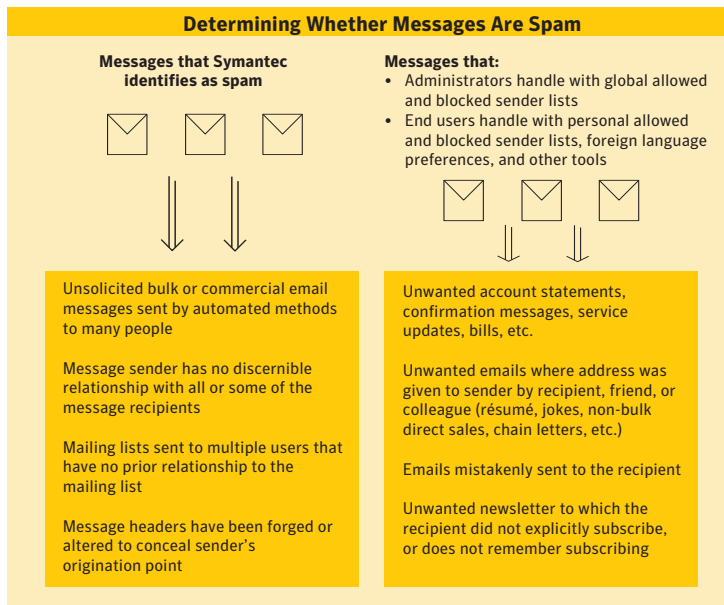 Determining Whether Messages Are Spam
Messages that Symantec
identifies as spam
Messages that:
• Administrators handle with global allowed
and blocked sender lists
• End users handle with personal allowed
and blocked sender lists, foreign language
preferences, and other tools
Unsolicited bulk or commercial email
messages sent by automated methods
to many people
Message sender has no discernible
relationship with all or some of the
message recipients
Mailing lists sent to multiple users that
have no prior relationship to the
mailing list
Message headers have been forged or
altered to conceal sender's
origination point
Unwanted account statements,
confirmation messages, service
updates, bills, etc.
Unwanted emails where address was
given to sender by recipient, friend, or
colleague (résumé, jokes, non-bulk
direct sales, chain letters, etc.)
Emails mistakenly sent to the recipient
Unwanted newsletter to which the
recipient did not explicitly subscribe,
or does not remember subscribing